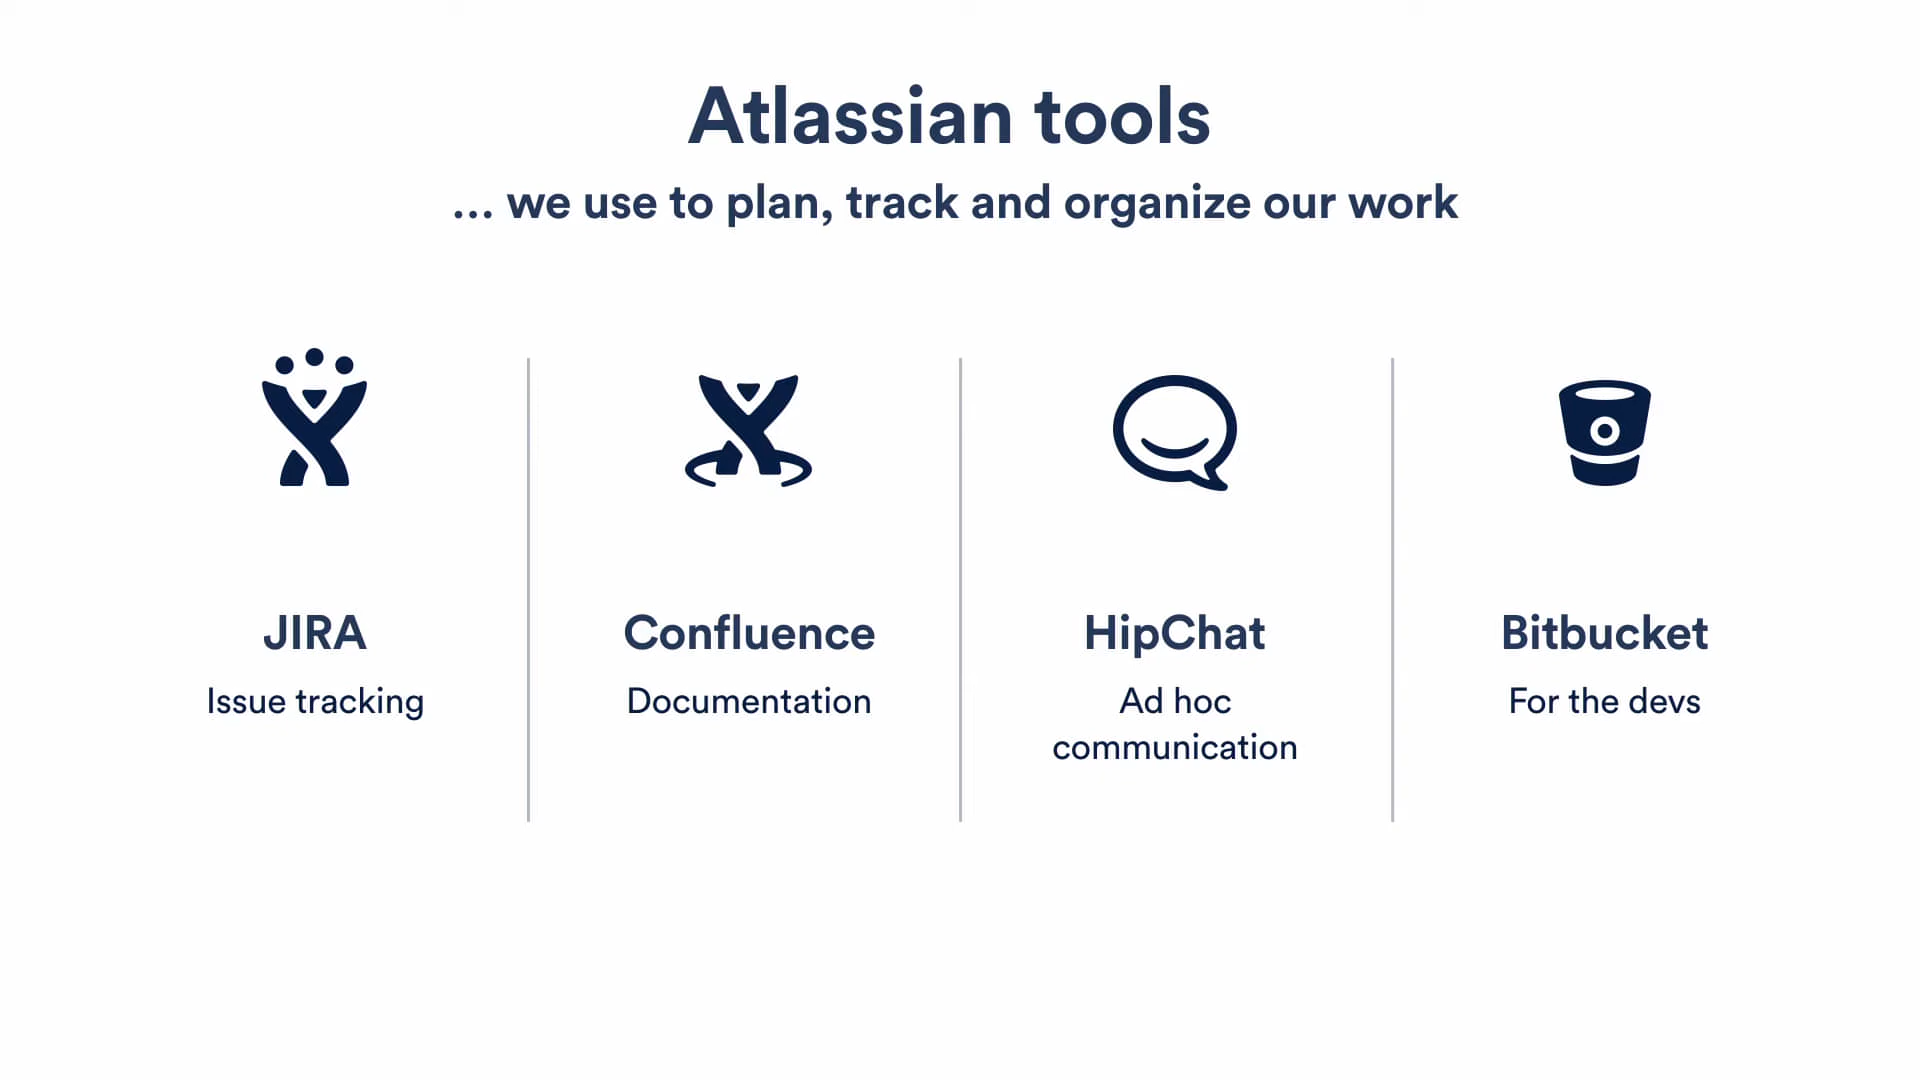 Atlassian tools
... we use to plan, track and organize our work
JIRA
Issue tracking
Confluence
Documentation
HipChat
Ad hoc
communication
Bitbucket
For the devs